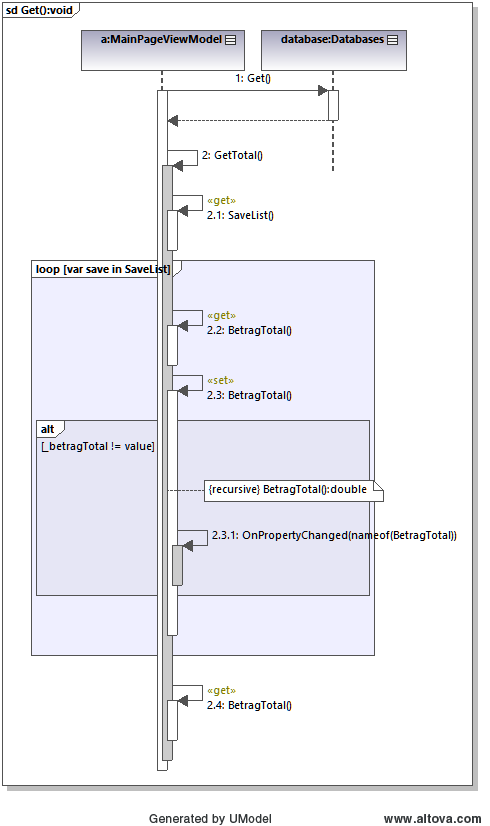 sd Get():void
a:MainPageViewModel
database:Databases
1: Get()
2: GetTotal()
«get»
2.1: SaveList()
loop [var save in SaveList]
«get»
2.2: BetragTotal()
«set»
2.3: BetragTotal()
alt
[_betragTotal != value]
{recursive} BetragTotal():double
2.3.1: OnPropertyChanged(nameof(BetragTotal))
«get»
2.4: BetragTotal()
Generated by UModel
www.altova.com